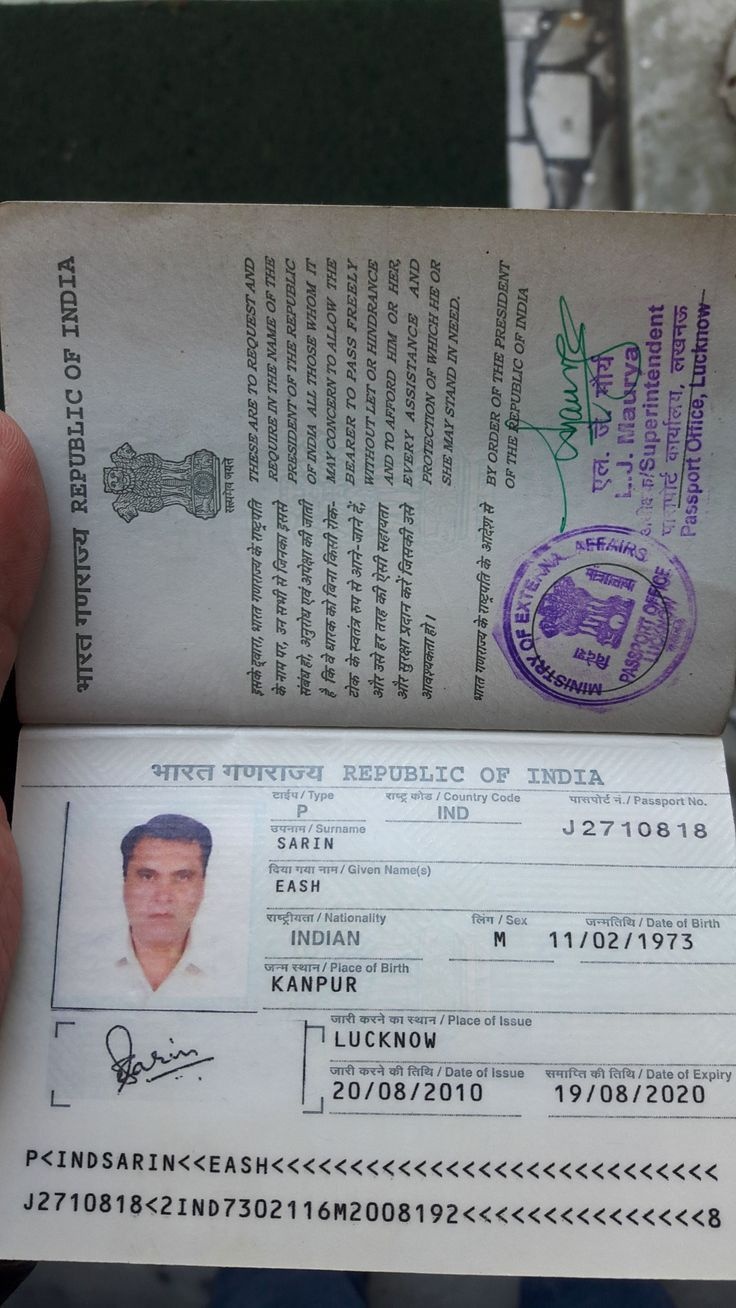 भारत गणराज्य REPUBLIC OF INDIA
सत्यमेव जयते
इसके द्वारा, भारत गणराज्य के राष्ट्रपति
के नाम पर, उन सभी से जिनका इससे
संबंध हो, अनुरोध एवं अपेक्षा की जाती
है कि वे धारक को बिना किसी रोक-
टोक के स्वतंत्र रूप से आने-जाने दें,
और उसे हर तरह की ऐसी सहायता
और सुरक्षा प्रदान करें जिसकी उसे
आवश्यकता हो।
THESE ARE TO REQUEST AND
REQUIRE IN THE NAME OF THE
PRESIDENT OF THE REPUBLIC
OF INDIA ALL THOSE WHOM IT
MAY CONCERN TO ALLOW THE
BEARER TO PASS FREELY
WITHOUT LET OR HINDRANCE
AND TO AFFORD HIM OR HER,
EVERY ASSISTANCE AND
PROTECTION OF WHICH HE OR
SHE MAY STAND IN NEED.
भारत गणराज्य के राष्ट्रपति के आदेश से
BY ORDER OF THE PRESIDENT
OF THE REPUBLIC OF INDIA
एल. जे. मौर्य
L.J. Maurya
/Superintendent
पासपोर्ट कार्यालय, लखनऊ
Passport Office, Lucknow
MINISTRY OF EXTERNAL AFFAIRS
विदेश मंत्रालय
PASSPORT OFFICE
भारत गणराज्य REPUBLIC OF INDIA
टाईप / Type राष्ट्र कोड / Country Code पासपोर्ट नं. / Passport No.
P IND J2710818
उपनाम / Surname
SARIN
दिया गया नाम / Given Name(s)
EASH
राष्ट्रीयता / Nationality लिंग / Sex जन्मतिथि / Date of Birth
INDIAN M 11/02/1973
जन्म स्थान / Place of Birth
KANPUR
जारी करने का स्थान / Place of Issue
LUCKNOW
जारी करने की तिथि / Date of Issue समाप्ति की तिथि / Date of Expiry
20/08/2010 19/08/2020
Sarin
P<INDSARIN<<EASH<<<<<<<<<<<<<<<<<<<<<<<<<<<<
J2710818<2IND7302116M2008192<<<<<<<<<<<<<<<8